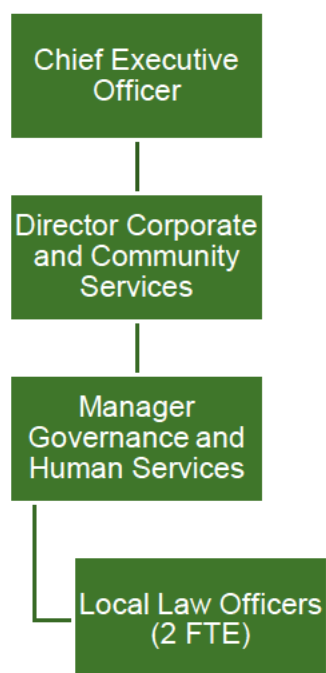 Chief Executive
Officer
Director Corporate
and Community
Services
Manager
Governance and
Human Services
Local Law Officers
(2 FTE)